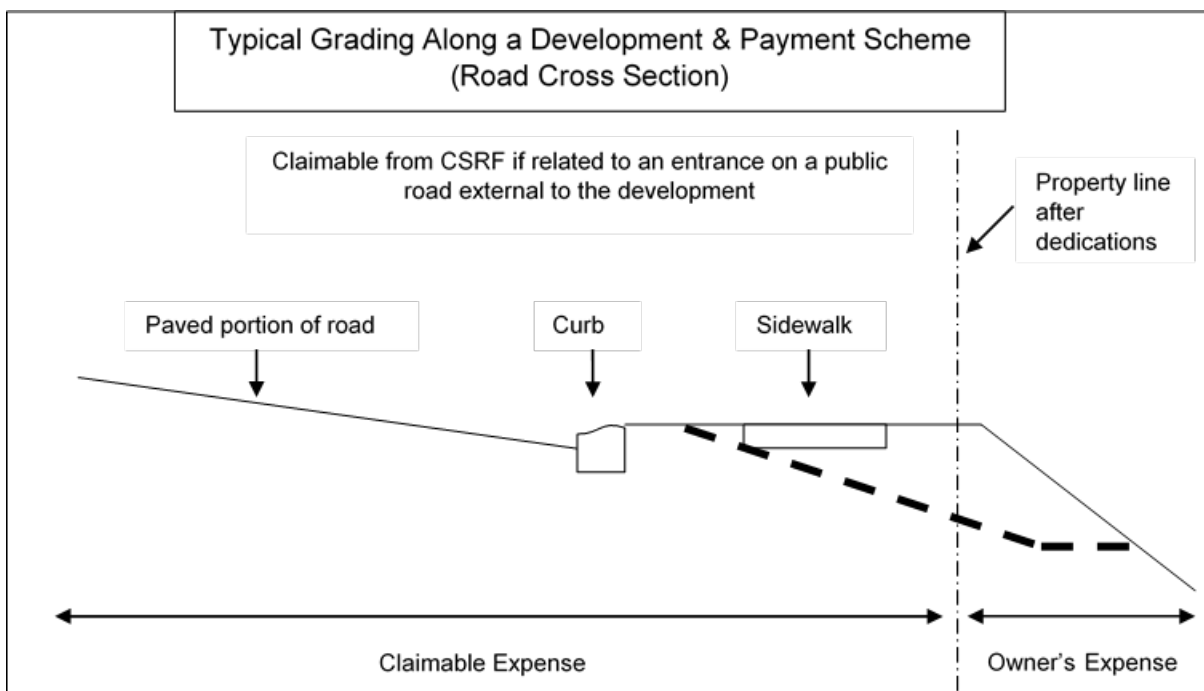 Typical Grading Along a Development & Payment Scheme
(Road Cross Section)
Claimable from CSRF if related to an entrance on a public
road external to the development
Property line
after
dedications
Paved portion of road
Curb
Sidewalk
Claimable Expense
Owner's Expense